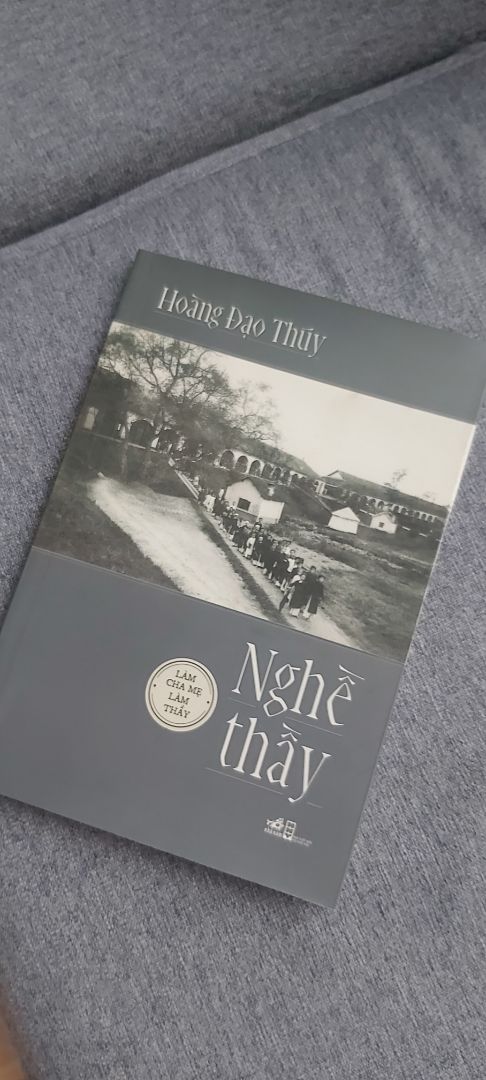 Hoàng Đạo Thúy
Nghề
thầy
LÀM
CHA MẸ
LÀM
THẦY